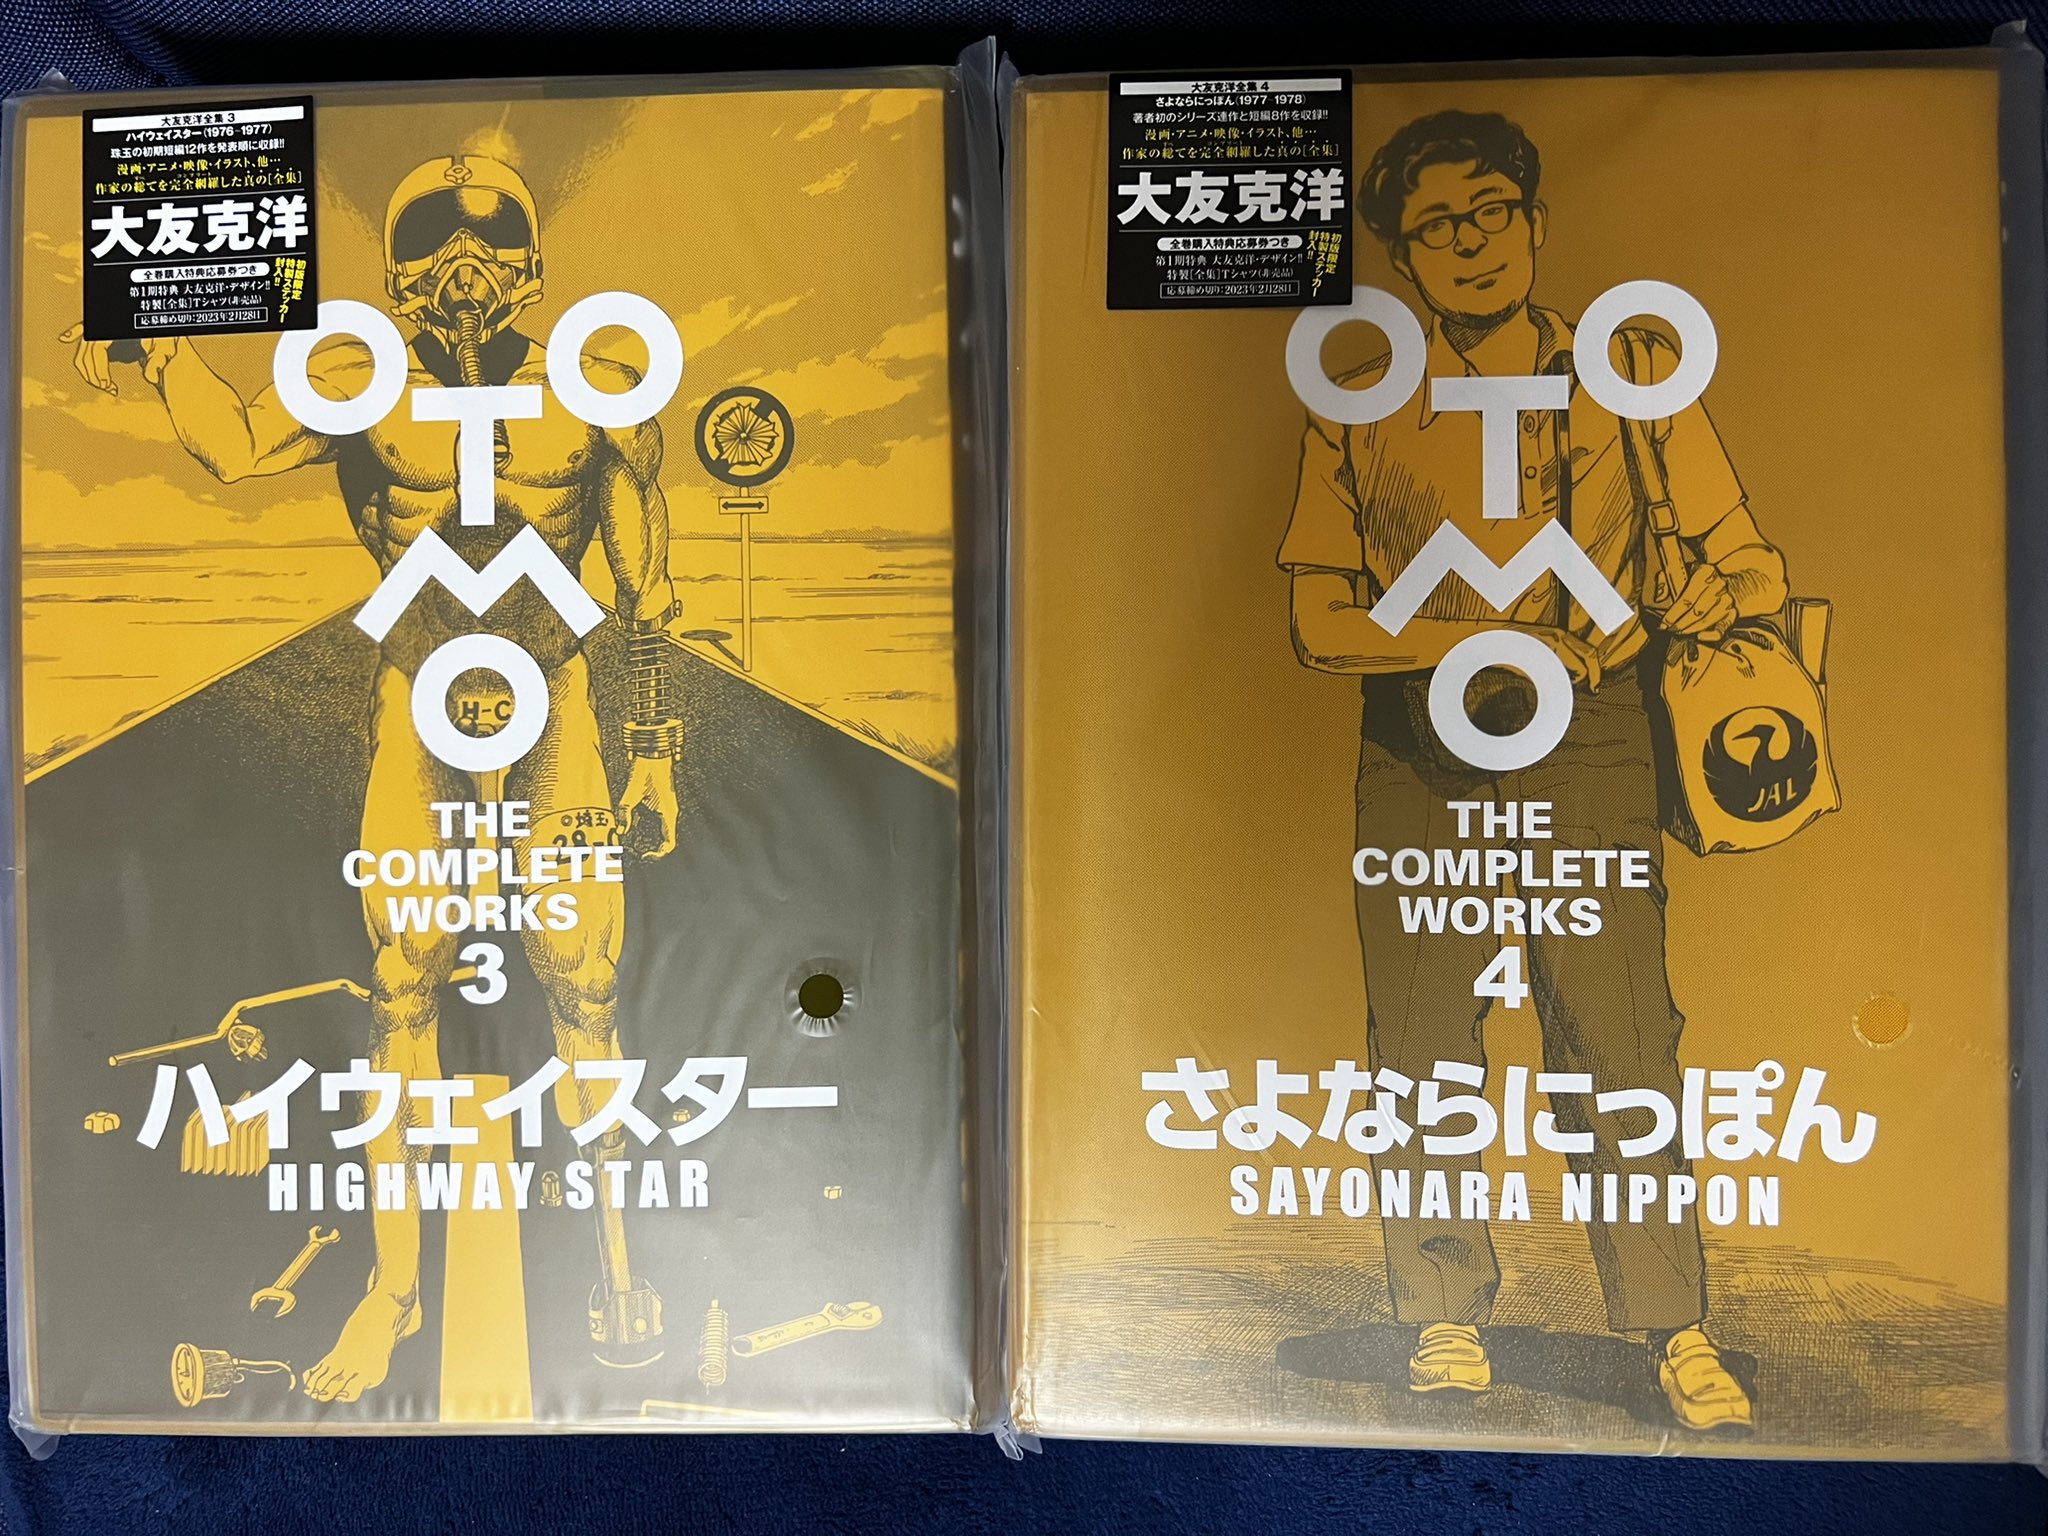 大友克洋全集 3
ハイウェイスター(1976-1977)
珠玉の初期短編12作を発表順に収録!!
漫画・アニメ・映像・イラスト、他…
作家の総てを完全網羅した真の[全集]
大友克洋
全巻購入特典応募券つき
第1期特典 大友克洋・デザイン!!
特製[全集]Tシャツ(非売品)
応募締め切り:2023年2月28日
初版限定
特製ステッカー
封入!!
OTOMO
THE
COMPLETE
WORKS
3
H-C
埼玉
ハイウェイスター
HIGHWAY STAR
大友克洋全集 4
さよならにっぽん(1977-1978)
著者初のシリーズ連作と短編8作を収録!!
漫画・アニメ・映像・イラスト、他…
作家の総てを完全網羅した真の[全集]
大友克洋
全巻購入特典応募券つき
第1期特典 大友克洋・デザイン!!
特製[全集]Tシャツ(非売品)
応募締め切り:2023年2月28日
初版限定
特製ステッカー
封入!!
OTOMO
JAL
THE
COMPLETE
WORKS
4
さよならにっぽん
SAYONARA NIPPON